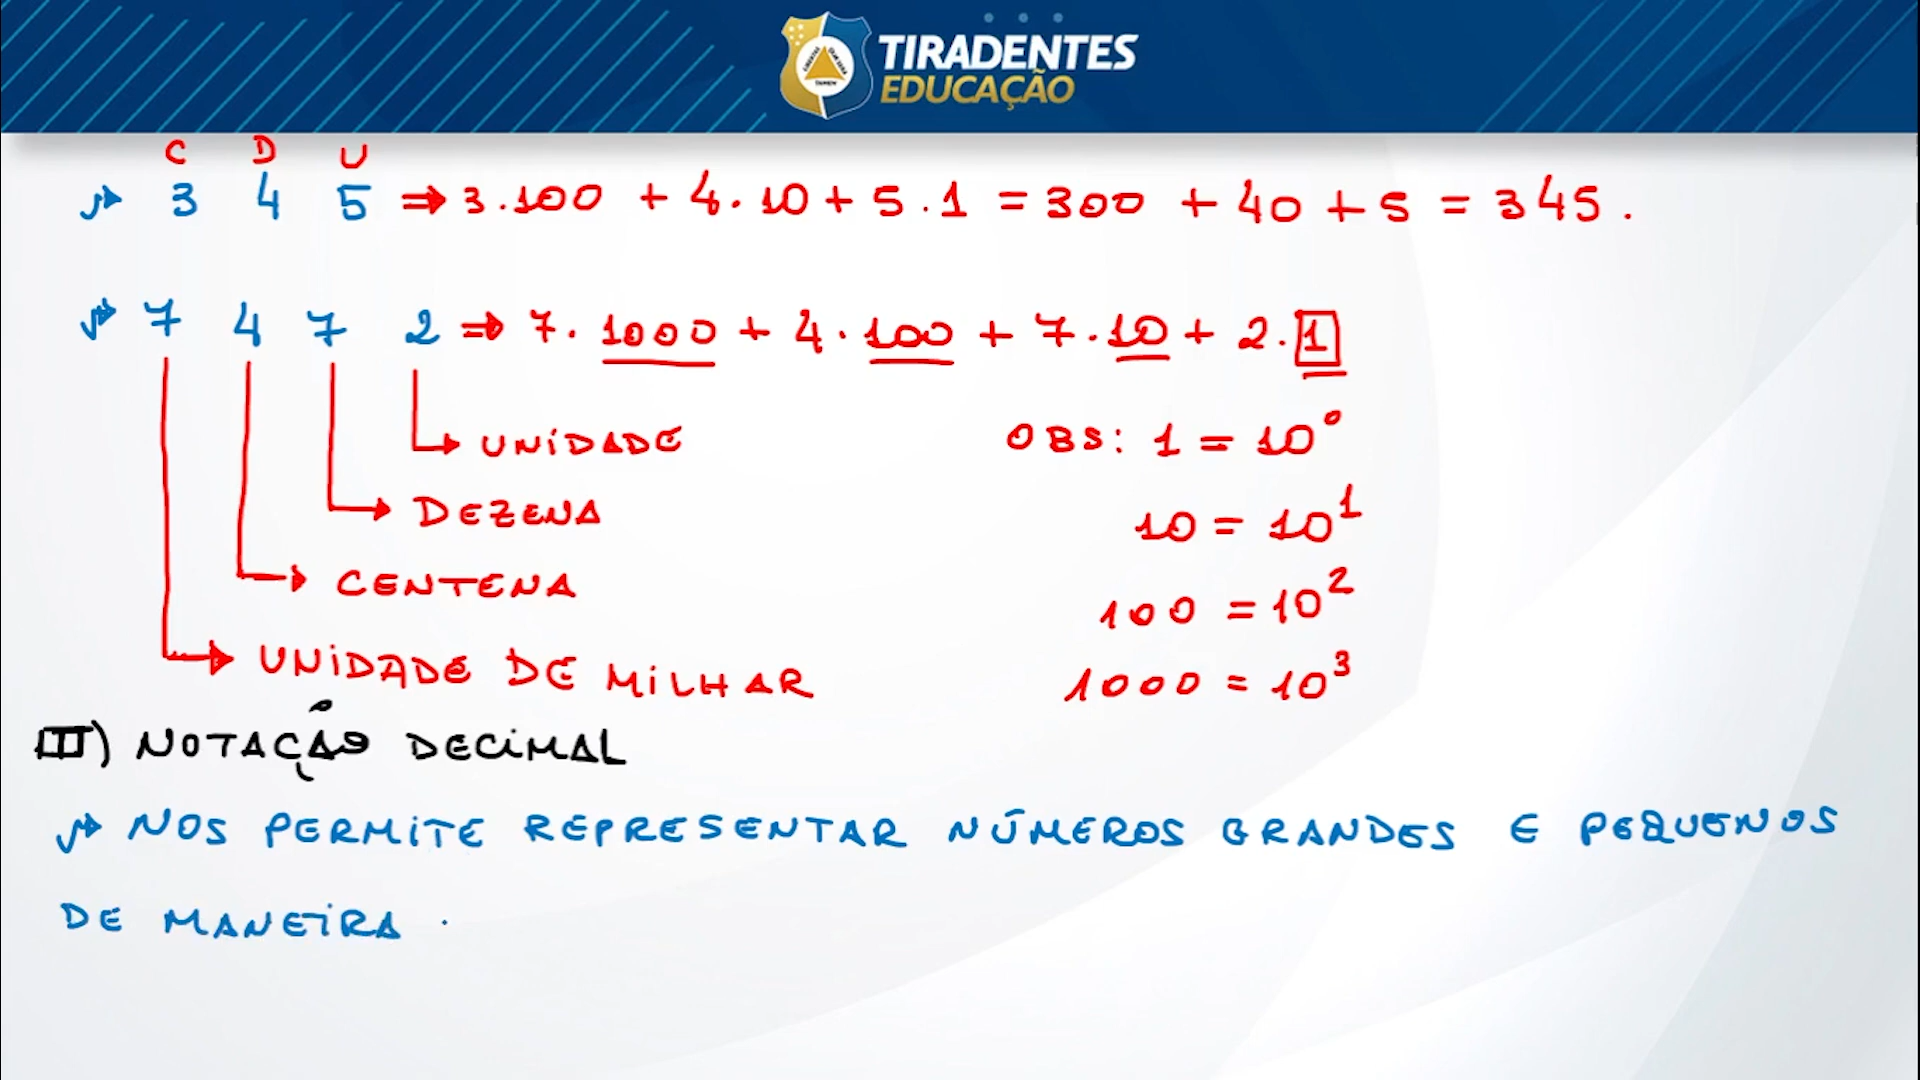 TIRADENTES
EDUCAÇÃO
C D U
3 4 5 ⇒ 3.100 + 4.10 + 5.1 = 300 + 40 + 5 = 345.
7 4 7 2 ⇒ 7.1000 + 4.100 + 7.10 + 2.1
UNIDADE
OBS: 1 = 10⁰
DEZENA
10 = 10¹
CENTENA
100 = 10²
UNIDADE DE MILHAR
1000 = 10³
III) NOTAÇÃO DECIMAL
NOS PERMITE REPRESENTAR NÚMEROS GRANDES E PEQUENOS
DE MANEIRA